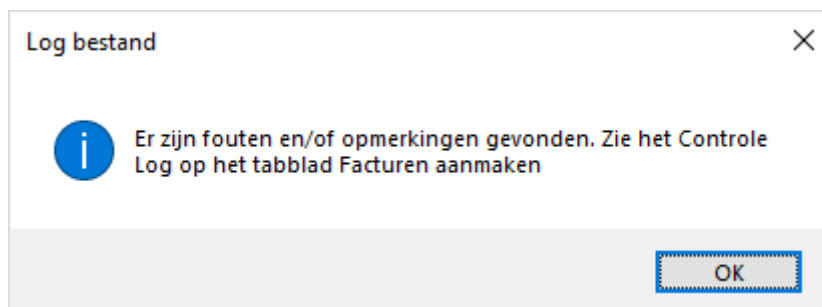 Log bestand
Er zijn fouten en/of opmerkingen gevonden. Zie het Controle
Log op het tabblad Facturen aanmaken
OK